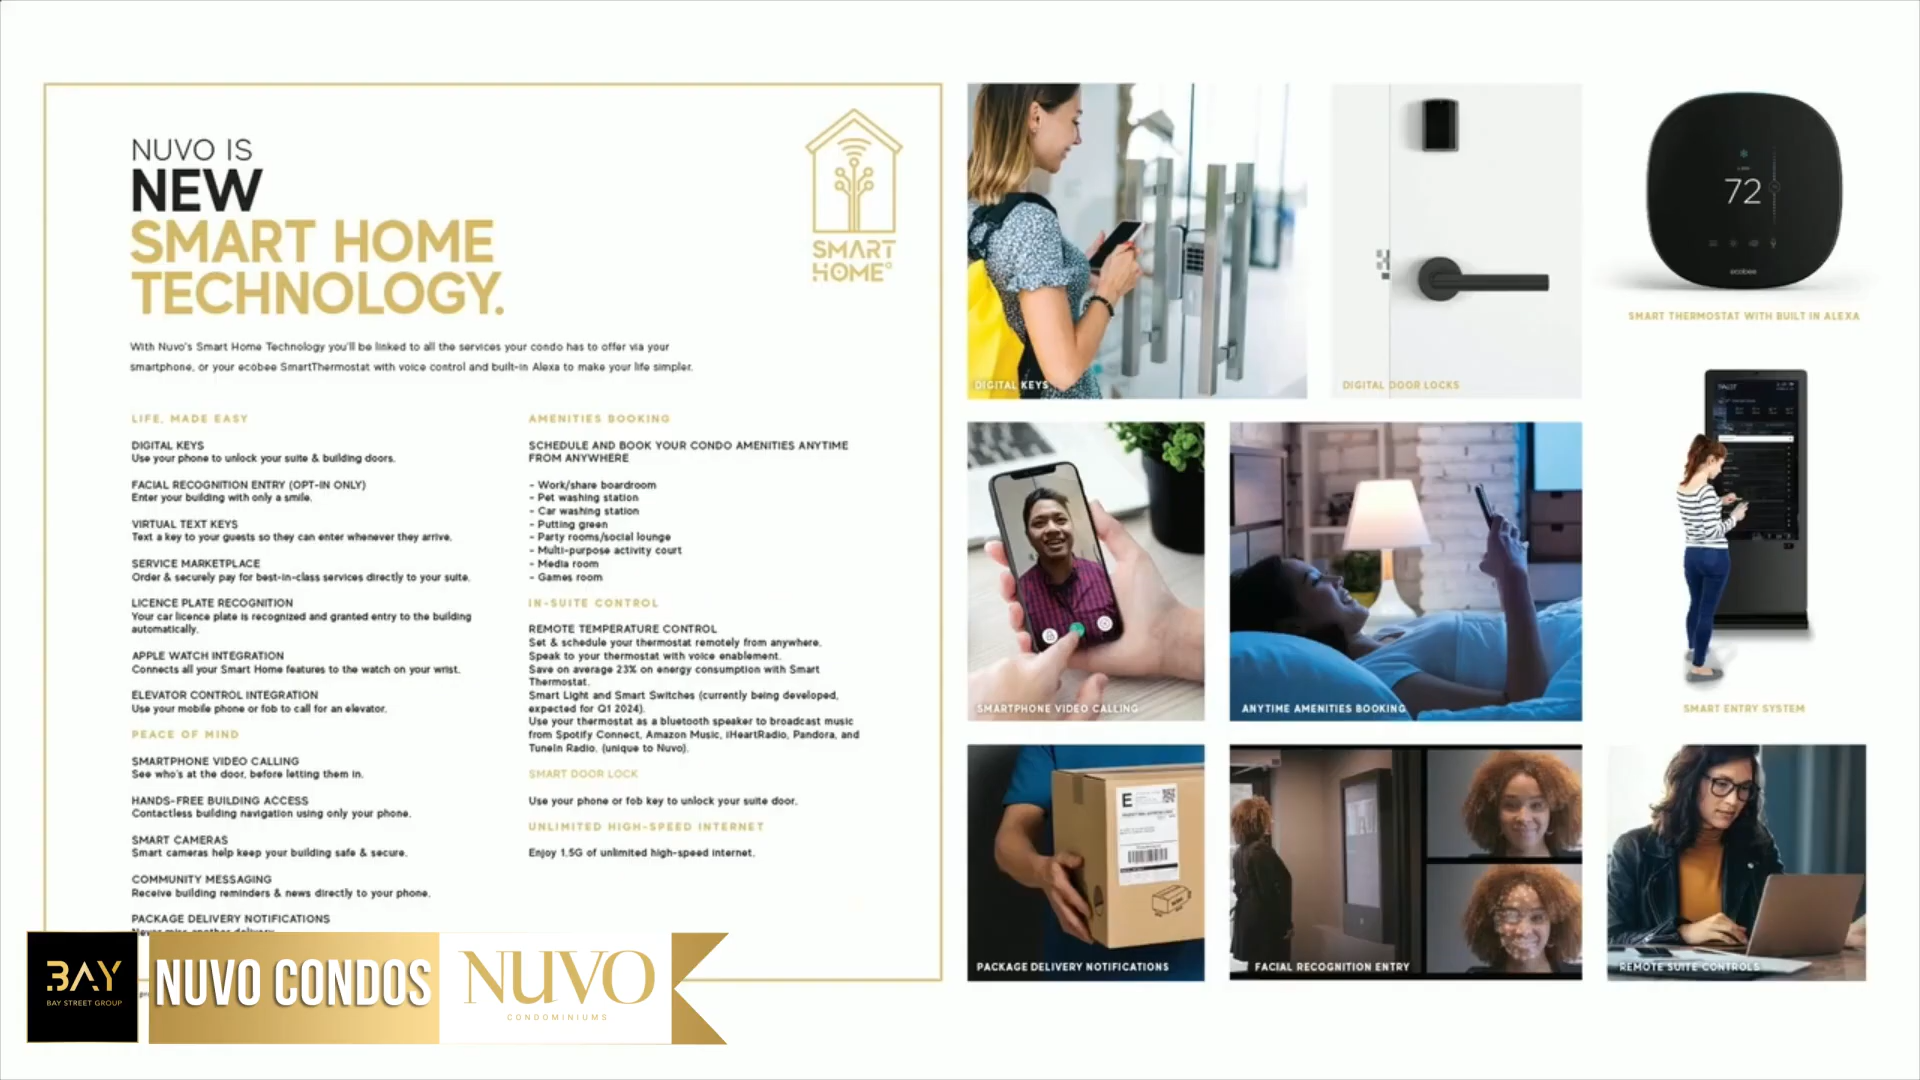 NUVO IS
NEW
SMART HOME
TECHNOLOGY.
SMART
HOME°
With Nuvo's Smart Home Technology you'll be linked to all the services your condo has to offer via your
smartphone, or your ecobee SmartThermostat with voice control and built-in Alexa to make your life simpler.
LIFE, MADE EASY
DIGITAL KEYS
Use your phone to unlock your suite & building doors.
FACIAL RECOGNITION ENTRY (OPT-IN ONLY)
Enter your building with only a smile.
VIRTUAL TEXT KEYS
Text a key to your guests so they can enter whenever they arrive.
SERVICE MARKETPLACE
Order & securely pay for best-in-class services directly to your suite.
LICENCE PLATE RECOGNITION
Your car licence plate is recognized and granted entry to the building
automatically.
APPLE WATCH INTEGRATION
Connects all your Smart Home features to the watch on your wrist.
ELEVATOR CONTROL INTEGRATION
Use your mobile phone or fob to call for an elevator.
PEACE OF MIND
SMARTPHONE VIDEO CALLING
See who's at the door, before letting them in.
HANDS-FREE BUILDING ACCESS
Contactless building navigation using only your phone.
SMART CAMERAS
Smart cameras help keep your building safe & secure.
COMMUNITY MESSAGING
Receive building reminders & news directly to your phone.
PACKAGE DELIVERY NOTIFICATIONS
Never miss another delivery.
AMENITIES BOOKING
SCHEDULE AND BOOK YOUR CONDO AMENITIES ANYTIME
FROM ANYWHERE
- Work/share boardroom
- Pet washing station
- Car washing station
- Putting green
- Party rooms/social lounge
- Multi-purpose activity court
- Media room
- Games room
IN-SUITE CONTROL
REMOTE TEMPERATURE CONTROL
Set & schedule your thermostat remotely from anywhere.
Speak to your thermostat with voice enablement.
Save on average 23% on energy consumption with Smart
Thermostat.
Smart Light and Smart Switches (currently being developed,
expected for Q1 2024).
Use your thermostat as a bluetooth speaker to broadcast music
from Spotify Connect, Amazon Music, iHeartRadio, Pandora, and
TuneIn Radio. (unique to Nuvo).
SMART DOOR LOCK
Use your phone or fob key to unlock your suite door.
UNLIMITED HIGH-SPEED INTERNET
Enjoy 1.5G of unlimited high-speed internet.
DIGITAL KEYS
DIGITAL DOOR LOCKS
72
ecobee
SMART THERMOSTAT WITH BUILT IN ALEXA
SMARTPHONE VIDEO CALLING
ANYTIME AMENITIES BOOKING
SMART ENTRY SYSTEM
E
PACKAGE DELIVERY NOTIFICATIONS
FACIAL RECOGNITION ENTRY
REMOTE SUITE CONTROLS
BAY
BAY STREET GROUP
NUVO CONDOS
NUVO
CONDOMINIUMS